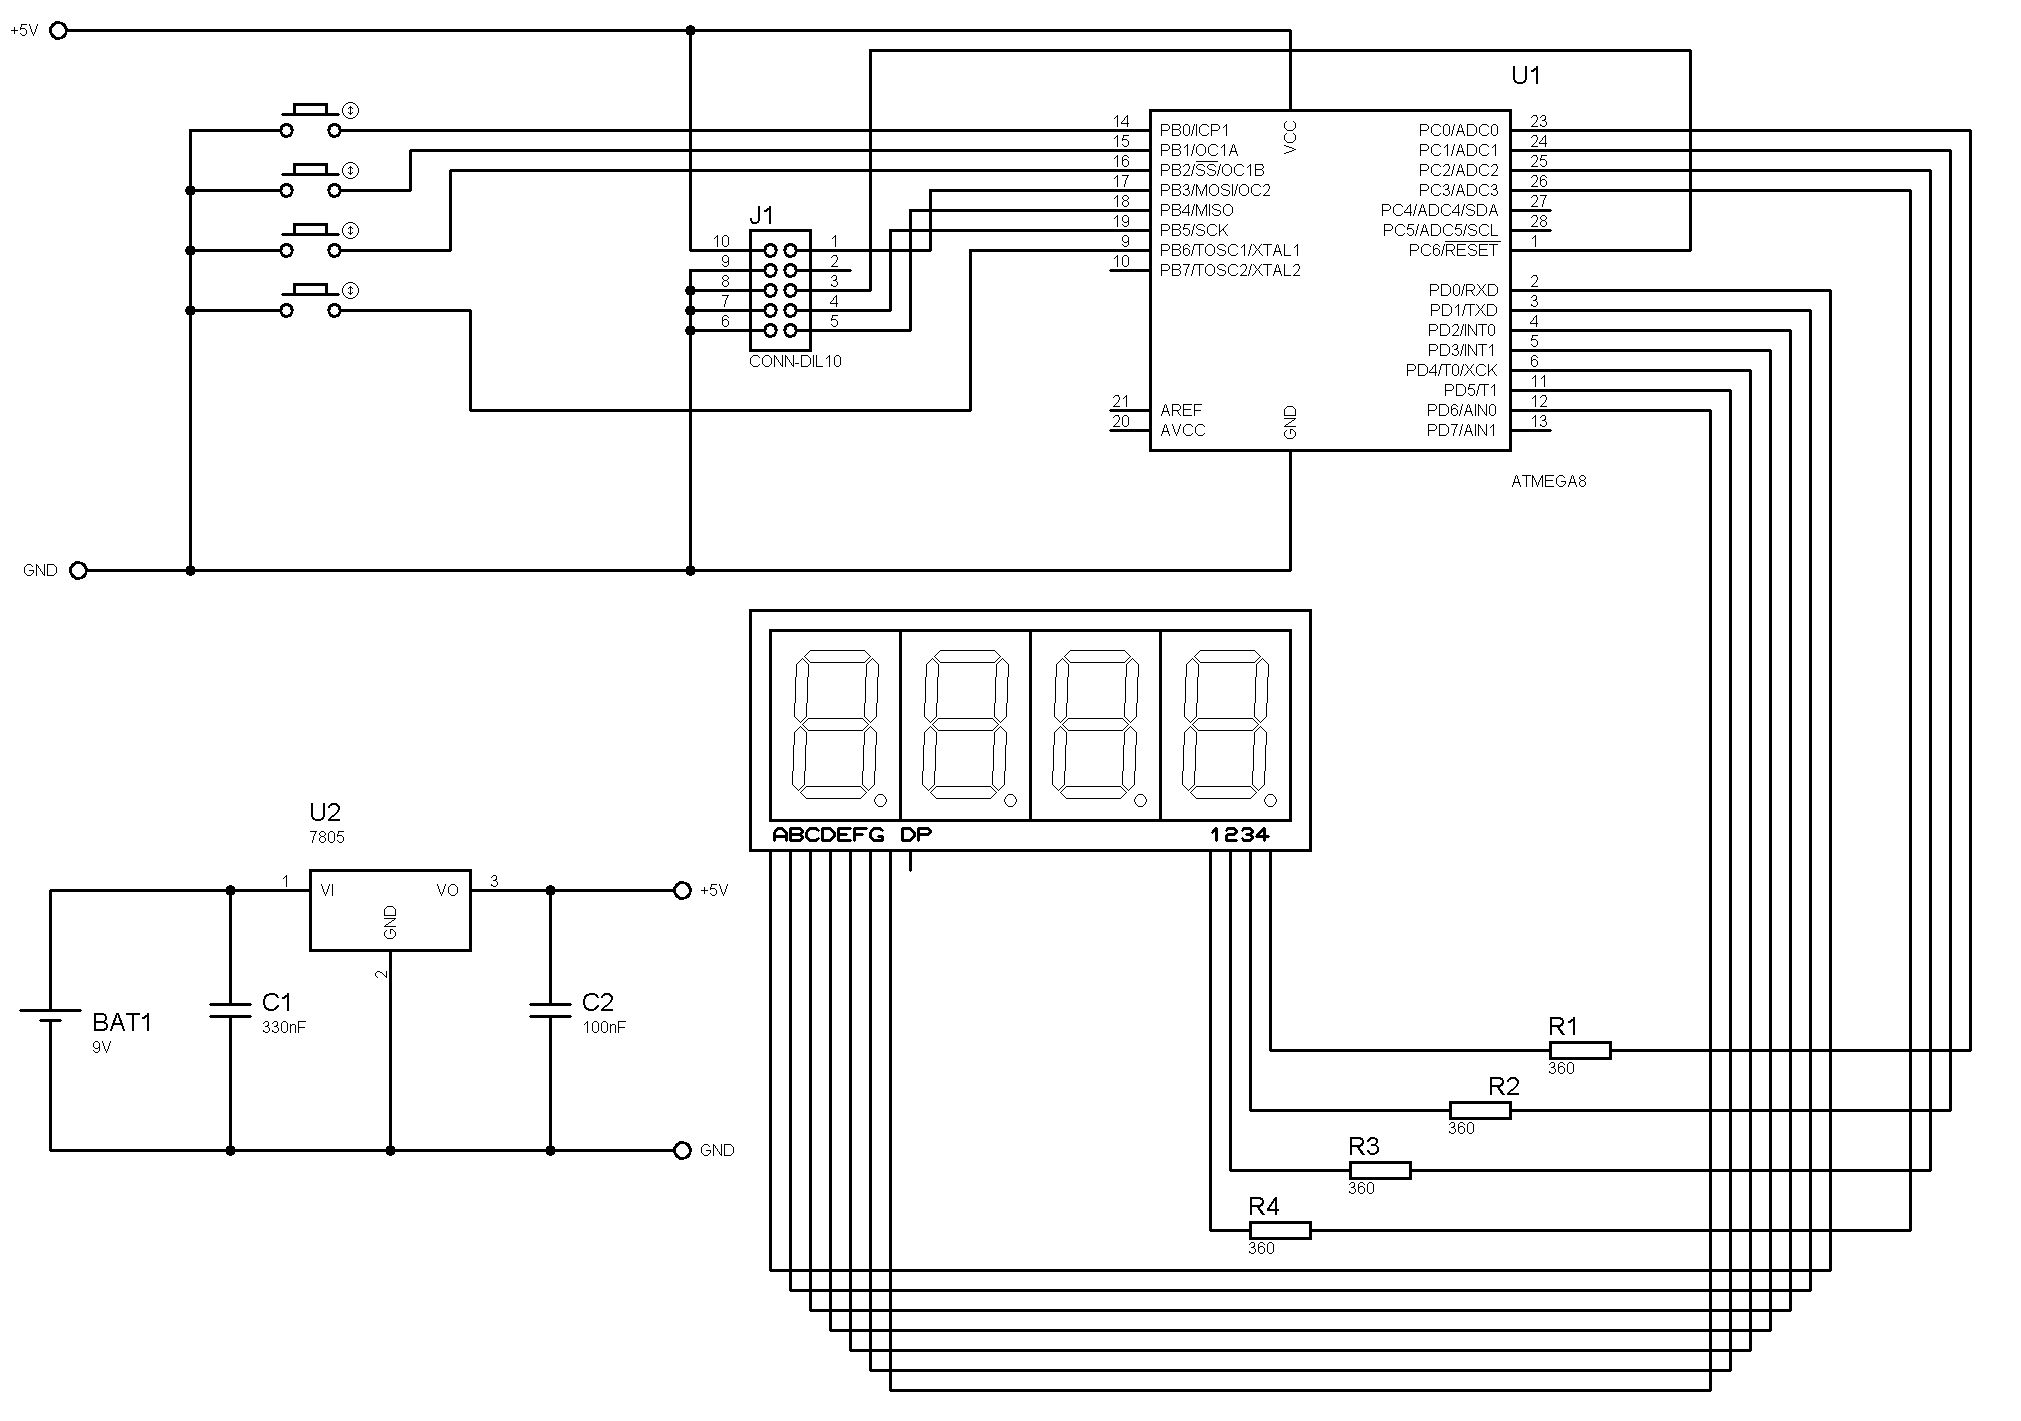 +5V
U1
14 PB0/ICP1
15 PB1/OC1A
16 PB2/SS/OC1B
17 PB3/MOSI/OC2
18 PB4/MISO
19 PB5/SCK
9 PB6/TOSC1/XTAL1
10 PB7/TOSC2/XTAL2
21 AREF
20 AVCC
VCC
GND
PC0/ADC0 23
PC1/ADC1 24
PC2/ADC2 25
PC3/ADC3 26
PC4/ADC4/SDA 27
PC5/ADC5/SCL 28
PC6/RESET 1
PD0/RXD 2
PD1/TXD 3
PD2/INT0 4
PD3/INT1 5
PD4/T0/XCK 6
PD5/T1 11
PD6/AIN0 12
PD7/AIN1 13
ATMEGA8
J1
10 1
9 2
8 3
7 4
6 5
CONN-DIL10
GND
ABCDEFG DP 1234
U2
7805
1 VI VO 3
GND
2
+5V
BAT1
9V
C1
330nF
C2
100nF
GND
R1
360
R2
360
R3
360
R4
360